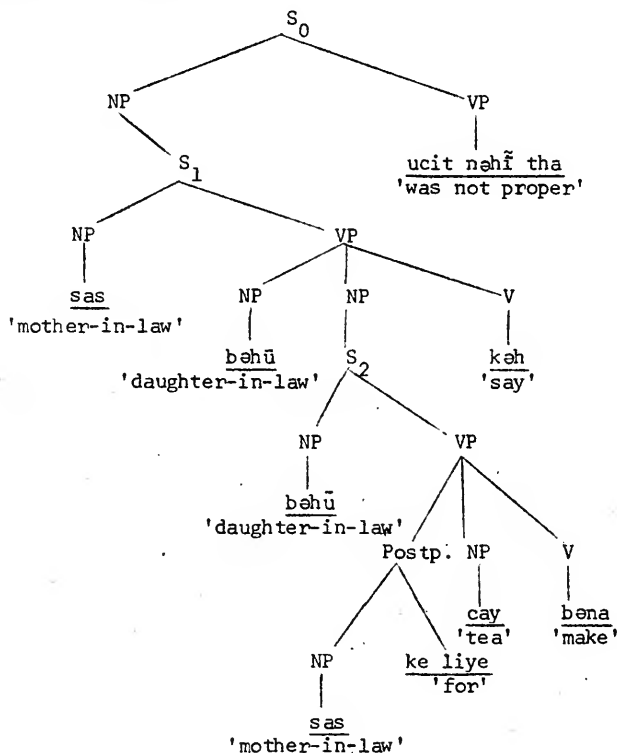 S0
NP VP
S1 ucit nəhĩ tha
'was not proper'
NP VP
sas NP NP V
'mother-in-law'
bəhū S2 kəh
'daughter-in-law' 'say'
NP VP
bəhū
'daughter-in-law'
Postp. NP V
cay bəna
'tea' 'make'
NP ke liye
'for'
sas
'mother-in-law'